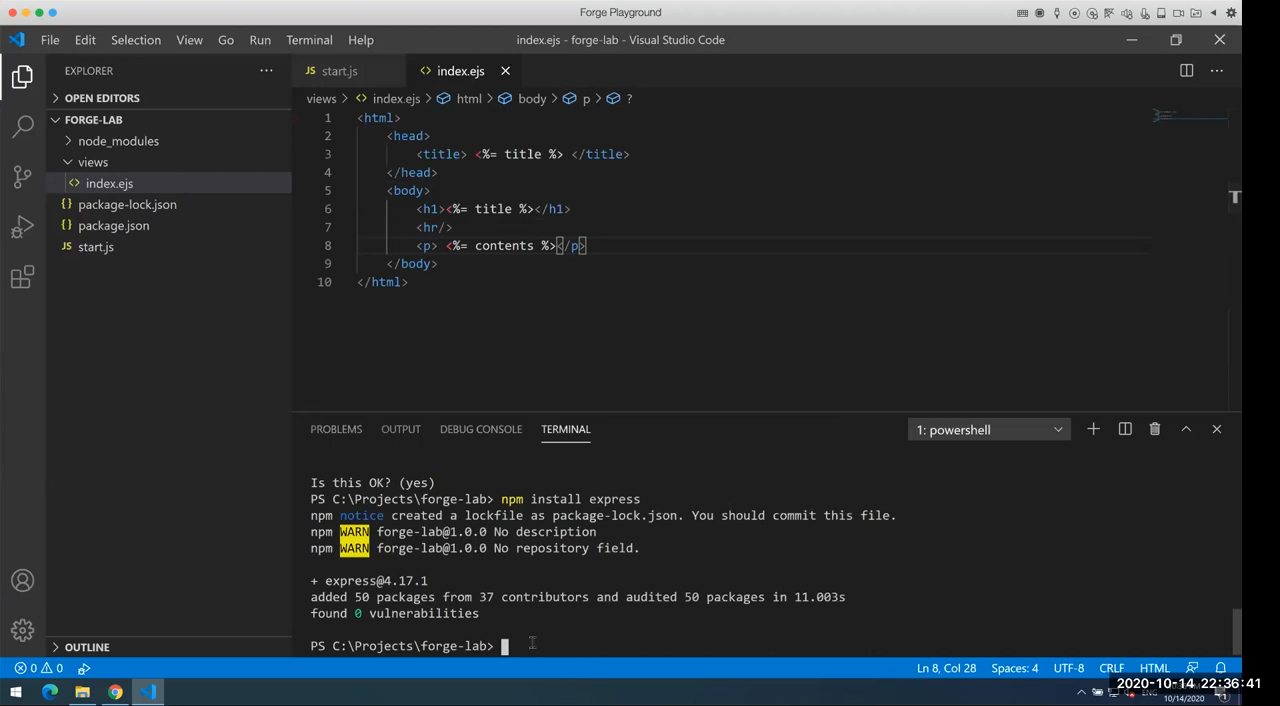 Forge Playground
File Edit Selection View Go Run Terminal Help
index.ejs - forge-lab - Visual Studio Code
EXPLORER
OPEN EDITORS
FORGE-LAB
node_modules
views
index.ejs
package-lock.json
package.json
start.js
OUTLINE
JS start.js
index.ejs
views > index.ejs > html > body > p > ?
1 <html>
2 <head>
3 <title> <%= title %> </title>
4 </head>
5 <body>
6 <h1><%= title %></h1>
7 <hr/>
8 <p> <%= contents %></p>
9 </body>
10 </html>
PROBLEMS OUTPUT DEBUG CONSOLE TERMINAL
1: powershell
Is this OK? (yes)
PS C:\Projects\forge-lab> npm install express
npm notice created a lockfile as package-lock.json. You should commit this file.
npm WARN forge-lab@1.0.0 No description
npm WARN forge-lab@1.0.0 No repository field.
+ express@4.17.1
added 50 packages from 37 contributors and audited 50 packages in 11.003s
found 0 vulnerabilities
PS C:\Projects\forge-lab>
0 0
Ln 8, Col 28 Spaces: 4 UTF-8 CRLF HTML
2020-10-14 22:36:41
ENG
10/14/2020